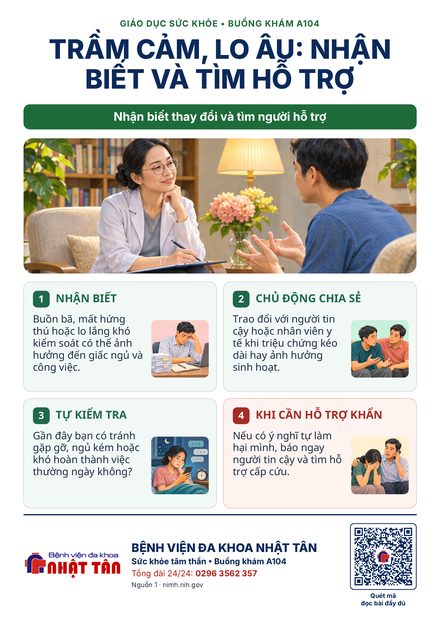 GIÁO DỤC SỨC KHỎE • BUỒNG KHÁM A104
TRẦM CẢM, LO ÂU: NHẬN
BIẾT VÀ TÌM HỖ TRỢ
Nhận biết thay đổi và tìm người hỗ trợ
1 NHẬN BIẾT
Buồn bã, mất hứng
thú hoặc lo lắng khó
kiểm soát có thể ảnh
hưởng đến giấc ngủ và
công việc.
2 CHỦ ĐỘNG CHIA SẺ
Trao đổi với người tin
cậy hoặc nhân viên y
tế khi triệu chứng kéo
dài hay ảnh hưởng
sinh hoạt.
3 TỰ KIỂM TRA
Gần đây bạn có tránh
gặp gỡ, ngủ kém hoặc
khó hoàn thành việc
thường ngày không?
4 KHI CẦN HỖ TRỢ KHẨN
Nếu có ý nghĩ tự làm
hại mình, báo ngay
người tin cậy và tìm hỗ
trợ cấp cứu.
Bệnh viện đa khoa
NHẬT TÂN
BỆNH VIỆN ĐA KHOA NHẬT TÂN
Sức khỏe tâm thần • Buồng khám A104
Tổng đài 24/24: 0296 3562 357
Nguồn 1 · nimh.nih.gov
Quét mã
đọc bài đầy đủ